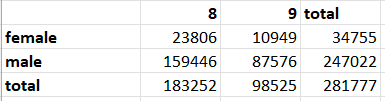 8 9 total
female 23806 10949 34755
male 159446 87576 247022
total 183252 98525 281777